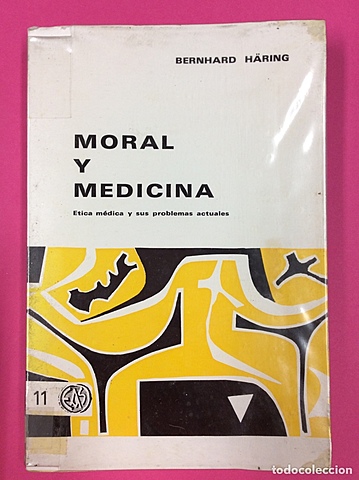 BERNHARD HÄRING
MORAL
Y
MEDICINA
Etica médica y sus problemas actuales
11
todocoleccion